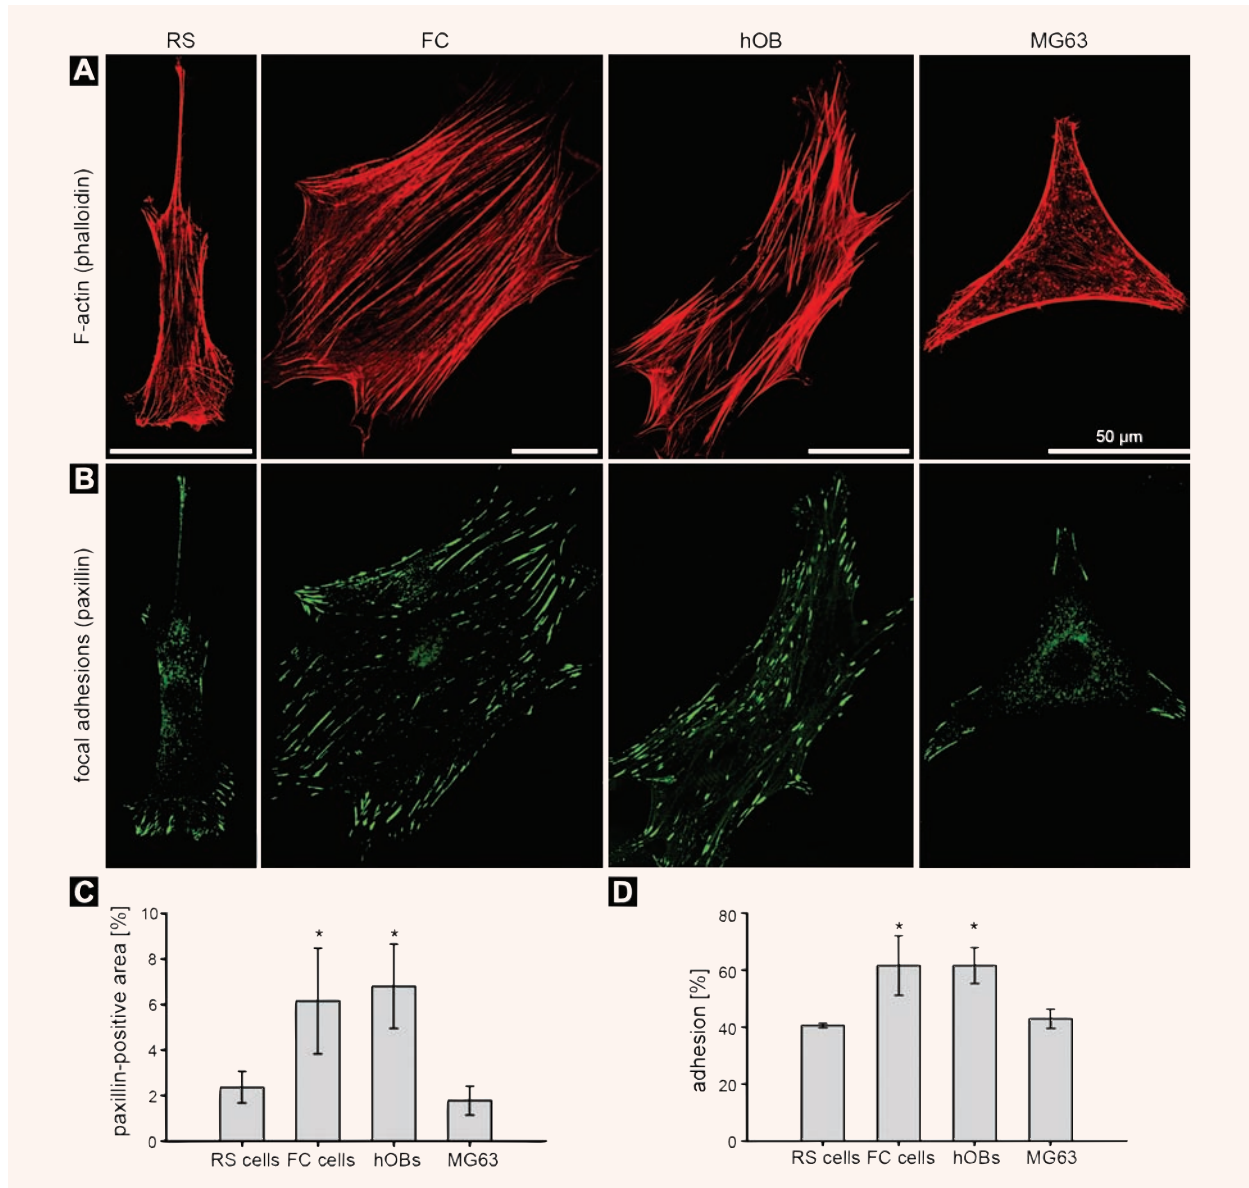 RS FC hOB MG63
A
F-actin (phalloidin)
50 µm
B
focal adhesions (paxillin)
C
paxillin-positive area [%]
10
8
6
4
2
0
* *
RS cells FC cells hOBs MG63
D
adhesion [%]
80
60
40
20
0
* *
RS cells FC cells hOBs MG63